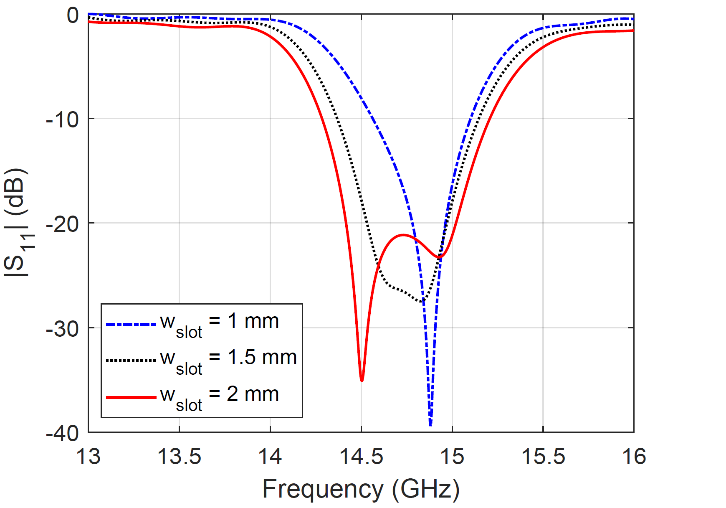 0
-10
-20
-30
-40
|S11| (dB)
wslot = 1 mm
wslot = 1.5 mm
wslot = 2 mm
13 13.5 14 14.5 15 15.5 16
Frequency (GHz)